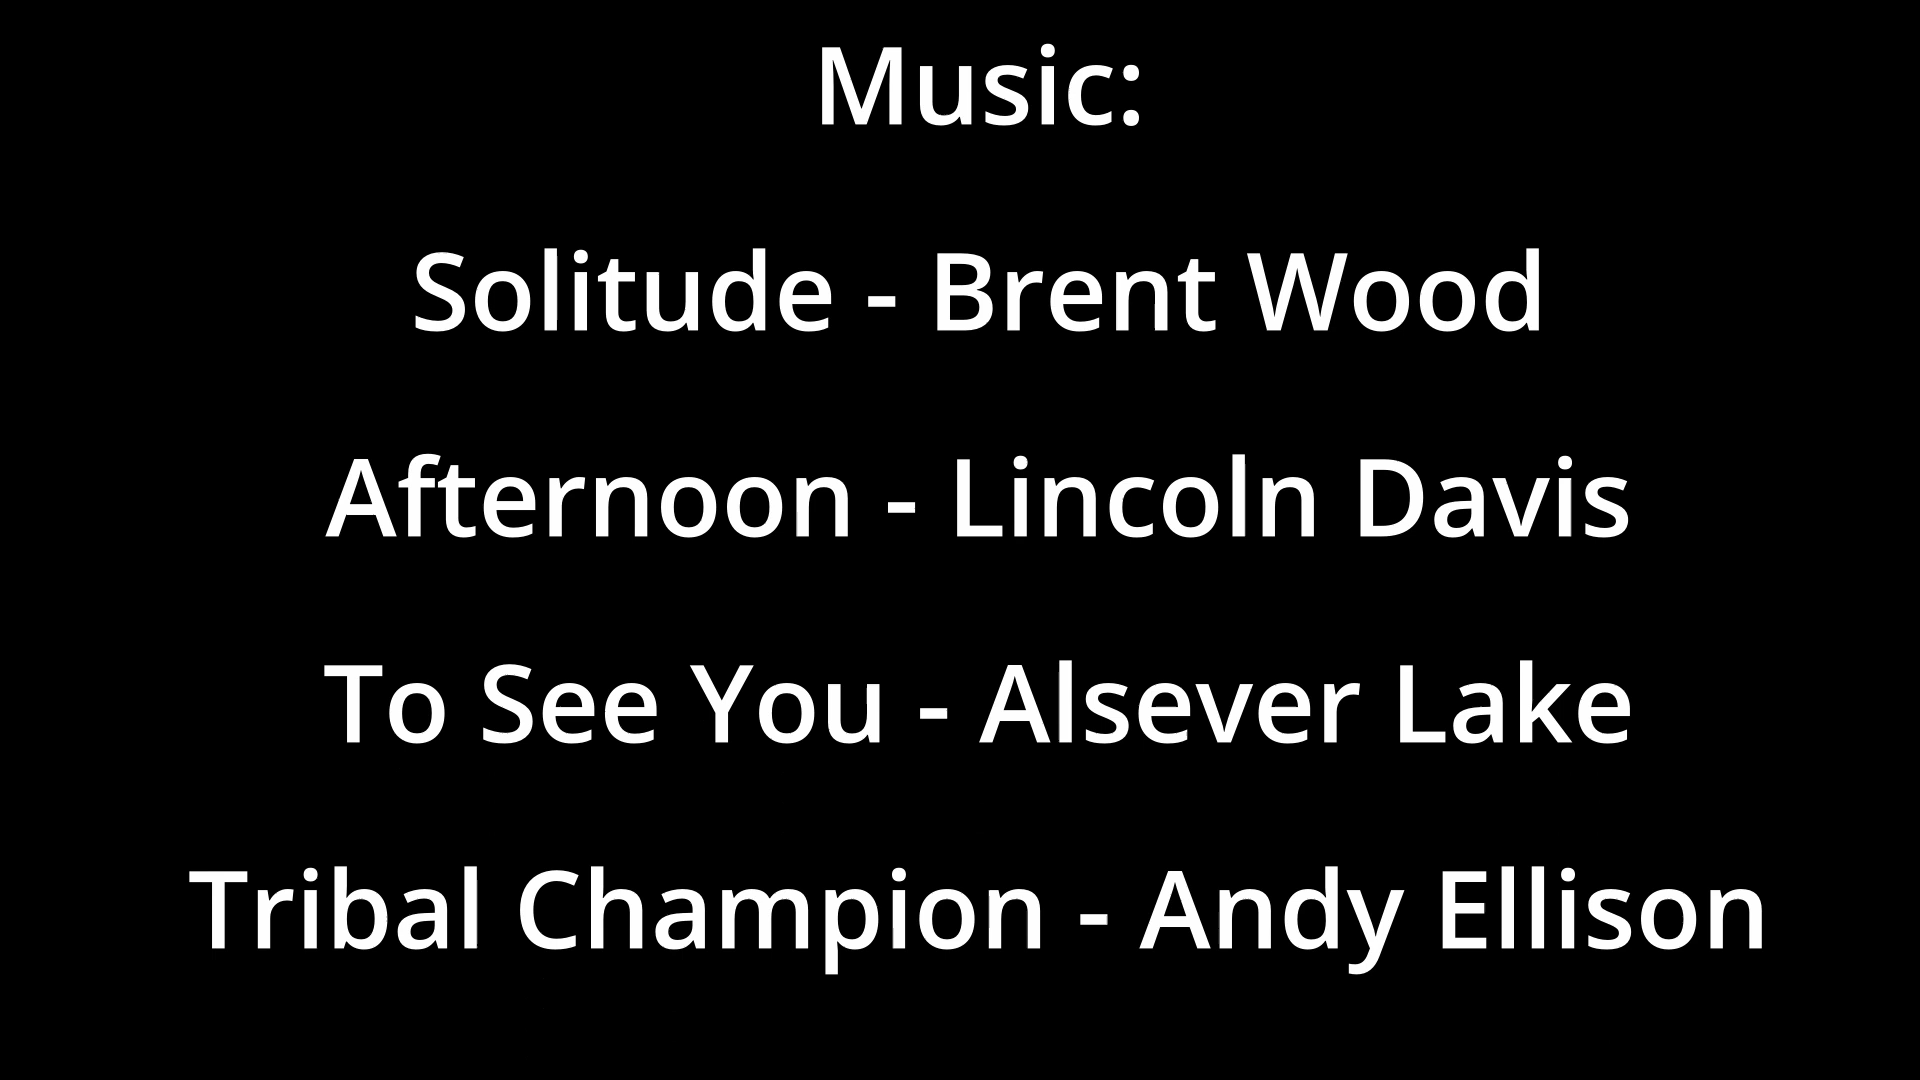 Music:
Solitude - Brent Wood
Afternoon - Lincoln Davis
To See You - Alsever Lake
Tribal Champion - Andy Ellison